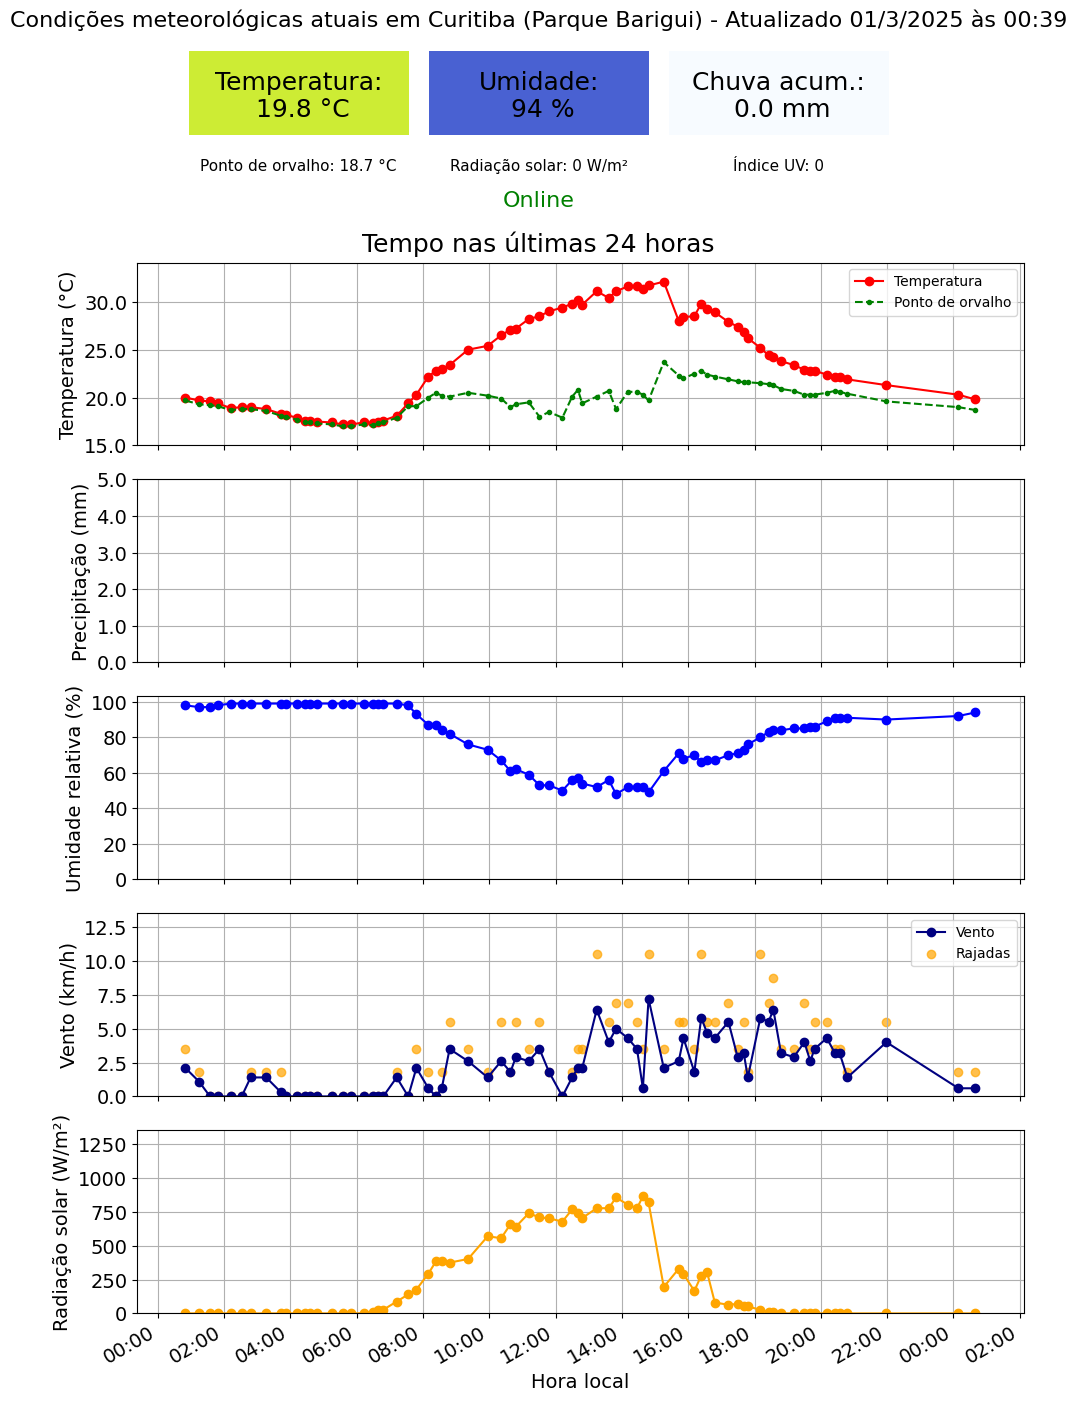 Condições meteorológicas atuais em Curitiba (Parque Barigui) - Atualizado 01/3/2025 às 00:39
Temperatura:
19.8 °C
Umidade:
94 %
Chuva acum.:
0.0 mm
Ponto de orvalho: 18.7 °C
Radiação solar: 0 W/m²
Índice UV: 0
Online
Tempo nas últimas 24 horas
Temperatura (°C)
30.0
25.0
20.0
15.0
Temperatura
Ponto de orvalho
Precipitação (mm)
5.0
4.0
3.0
2.0
1.0
0.0
Umidade relativa (%)
100
80
60
40
20
0
Vento (km/h)
12.5
10.0
7.5
5.0
2.5
0.0
Vento
Rajadas
Radiação solar (W/m²)
1250
1000
750
500
250
0
00:00 02:00 04:00 06:00 08:00 10:00 12:00 14:00 16:00 18:00 20:00 22:00 00:00 02:00
Hora local